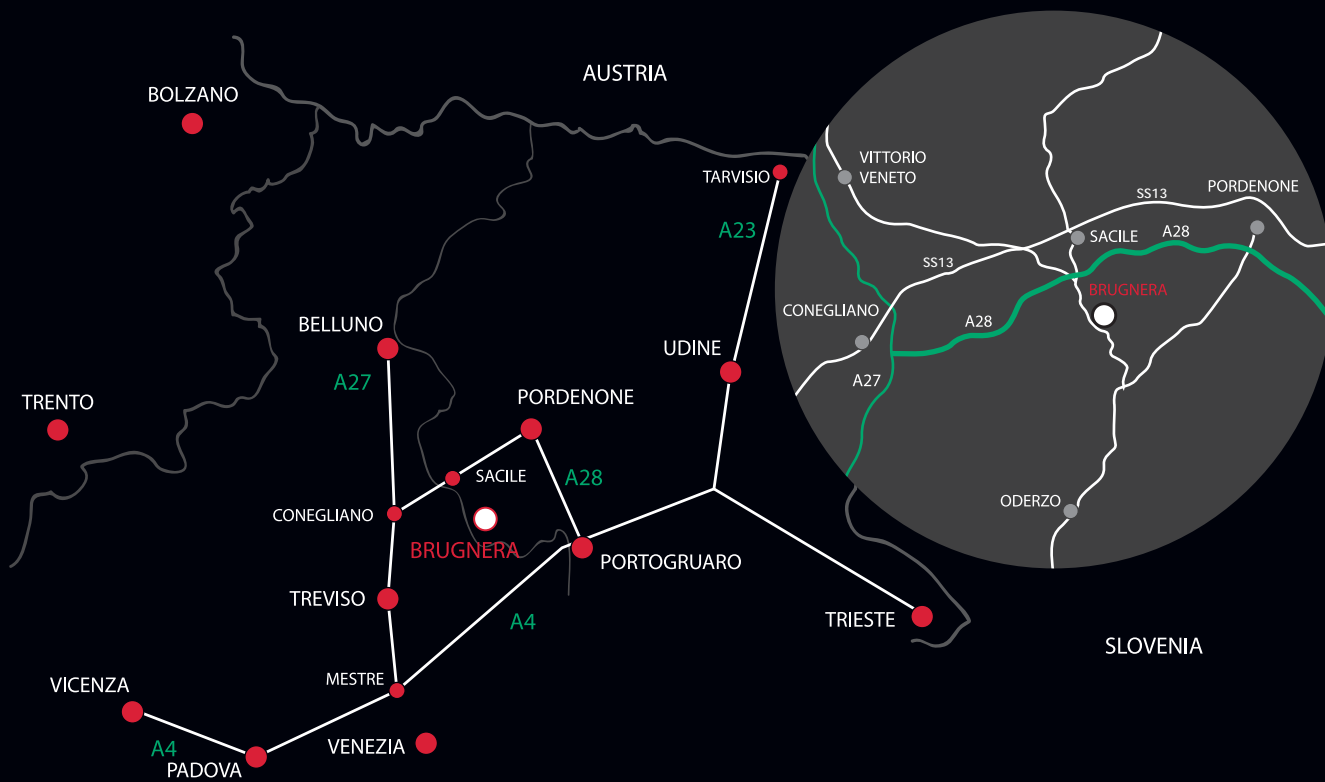 AUSTRIA
BOLZANO
TARVISIO
A23
BELLUNO
A27
UDINE
TRENTO
PORDENONE
SACILE
A28
CONEGLIANO
BRUGNERA
PORTOGRUARO
TREVISO
A4
TRIESTE
MESTRE
VICENZA
A4
VENEZIA
PADOVA
SLOVENIA
VITTORIO
VENETO
SS13
PORDENONE
SACILE
A28
SS13
BRUGNERA
CONEGLIANO
A28
A27
ODERZO